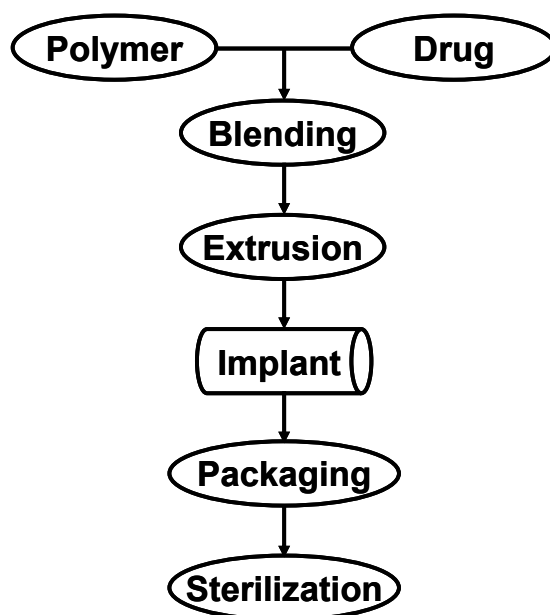 Polymer
Drug
Blending
Extrusion
Implant
Packaging
Sterilization